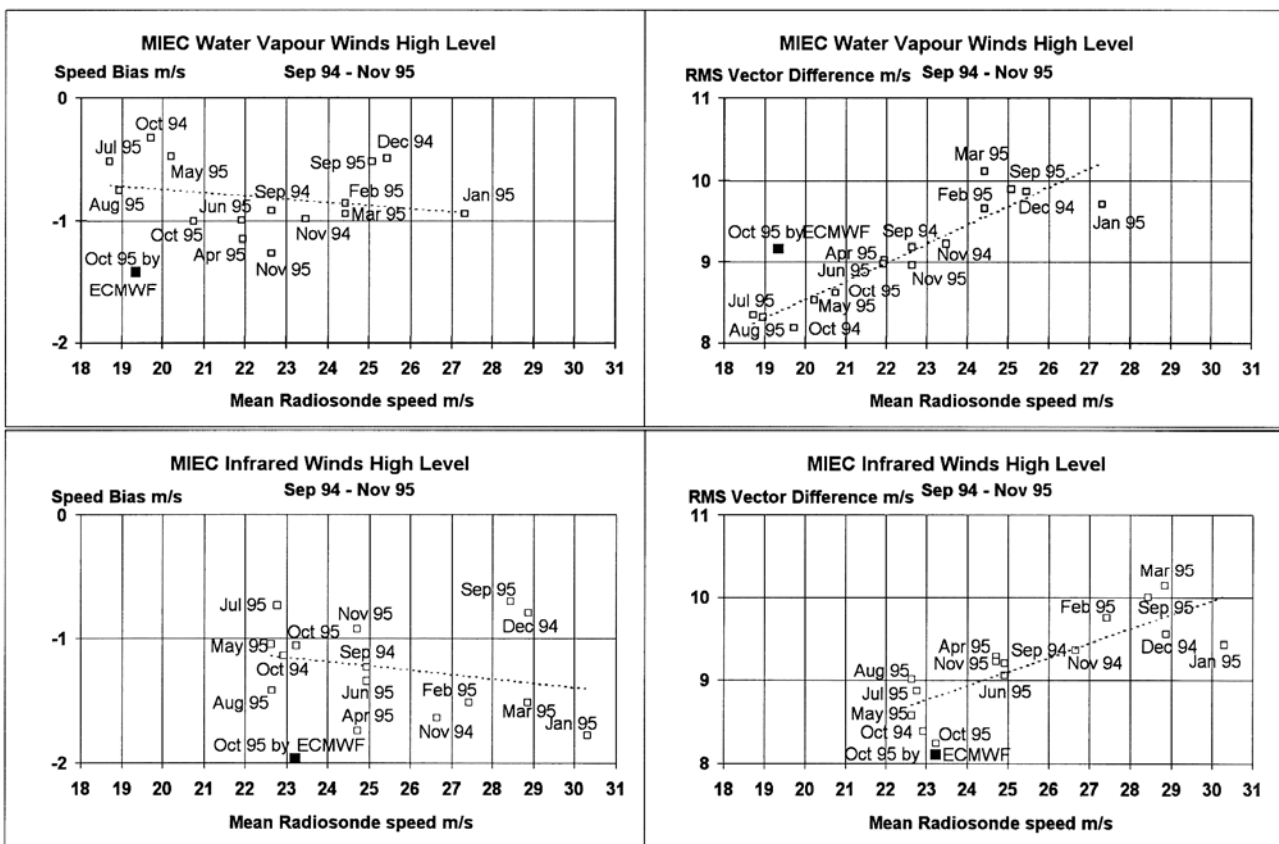 MIEC Water Vapour Winds High Level
Speed Bias m/s
Sep 94 - Nov 95
0
Oct 94
Jul 95
May 95
Sep 95
Dec 94
Aug 95
Jun 95
Sep 94
Feb 95
Jan 95
-1
Mar 95
Oct 95
Nov 94
Apr 95
Oct 95 by
Nov 95
ECMWF
-2
18 19 20 21 22 23 24 25 26 27 28 29 30 31
Mean Radiosonde speed m/s
MIEC Water Vapour Winds High Level
RMS Vector Difference m/s Sep 94 - Nov 95
11
Mar 95
Sep 95
10
Feb 95
Dec 94
Jan 95
Oct 95 by ECMWF
Sep 94
Apr 95
Nov 94
9
Jun 95
Nov 95
Jul 95
Oct 95
May 95
Aug 95
Oct 94
8
18 19 20 21 22 23 24 25 26 27 28 29 30 31
Mean Radiosonde speed m/s
MIEC Infrared Winds High Level
Speed Bias m/s
Sep 94 - Nov 95
0
Sep 95
Jul 95
Nov 95
Dec 94
Oct 95
-1
May 95
Sep 94
Oct 94
Jun 95
Feb 95
Aug 95
Mar 95
Apr 95
Nov 94
Jan 95
Oct 95 by ECMWF
-2
18 19 20 21 22 23 24 25 26 27 28 29 30 31
Mean Radiosonde speed m/s
MIEC Infrared Winds High Level
RMS Vector Difference m/s Sep 94 - Nov 95
11
Mar 95
10
Feb 95
Sep 95
Apr 95
Sep 94
Nov 95
Nov 94
Dec 94
Jan 95
Aug 95
9
Jul 95
Jun 95
May 95
Oct 94
Oct 95
Oct 95 by
ECMWF
8
18 19 20 21 22 23 24 25 26 27 28 29 30 31
Mean Radiosonde speed m/s